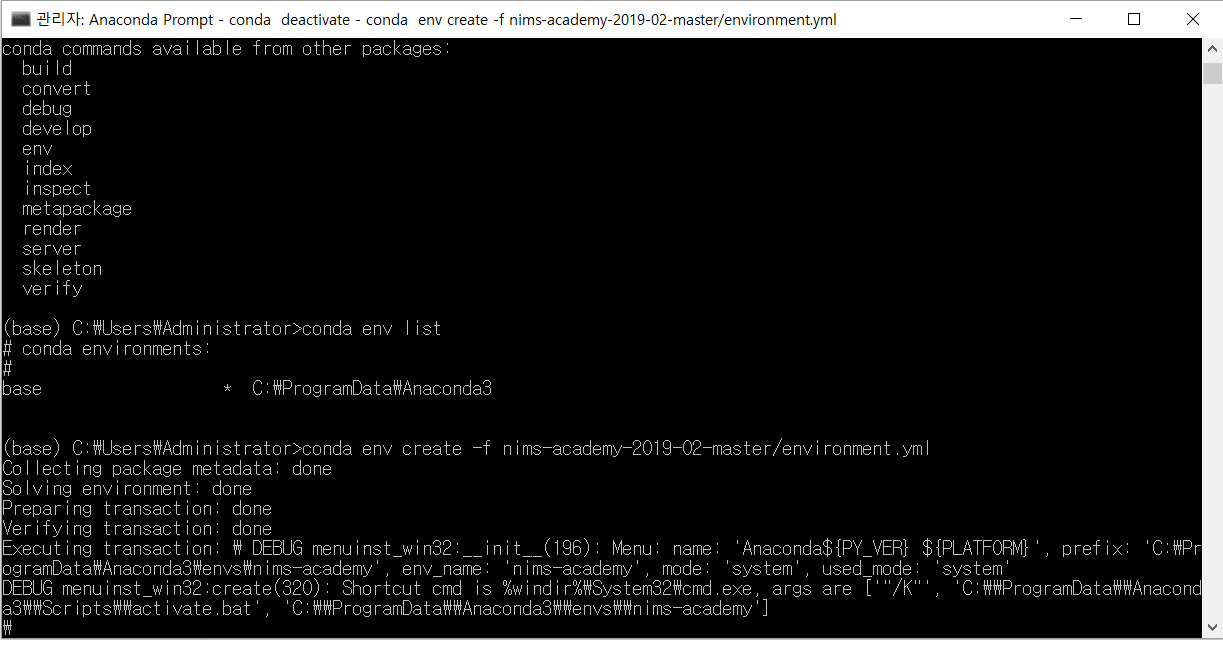 관리자: Anaconda Prompt - conda  deactivate - conda  env create -f nims-academy-2019-02-master/environment.yml
conda commands available from other packages:
  build
  convert
  debug
  develop
  env
  index
  inspect
  metapackage
  render
  server
  skeleton
  verify
(base) C:₩Users₩Administrator>conda env list
# conda environments:
#
base                  *  C:₩ProgramData₩Anaconda3
(base) C:₩Users₩Administrator>conda env create -f nims-academy-2019-02-master/environment.yml
Collecting package metadata: done
Solving environment: done
Preparing transaction: done
Verifying transaction: done
Executing transaction: ₩ DEBUG menuinst_win32:__init__(196): Menu: name: 'Anaconda${PY_VER} ${PLATFORM}', prefix: 'C:₩Pr
ogramData₩Anaconda3₩envs₩nims-academy', env_name: 'nims-academy', mode: 'system', used_mode: 'system'
DEBUG menuinst_win32:create(320): Shortcut cmd is %windir%₩System32₩cmd.exe, args are ['"/K"', 'C:₩₩ProgramData₩₩Anacond
a3₩₩Scripts₩₩activate.bat', 'C:₩₩ProgramData₩₩Anaconda3₩₩envs₩₩nims-academy']
₩